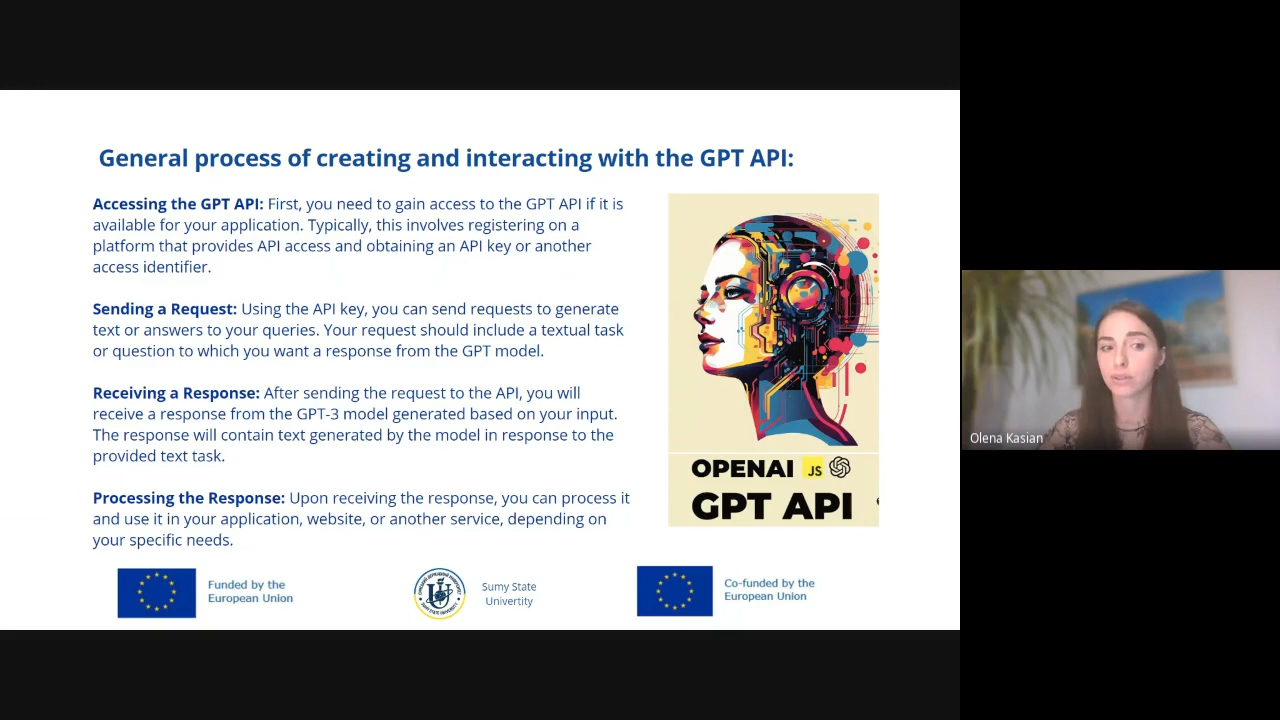 General process of creating and interacting with the GPT API:
Accessing the GPT API: First, you need to gain access to the GPT API if it is
available for your application. Typically, this involves registering on a
platform that provides API access and obtaining an API key or another
access identifier.
Sending a Request: Using the API key, you can send requests to generate
text or answers to your queries. Your request should include a textual task
or question to which you want a response from the GPT model.
Receiving a Response: After sending the request to the API, you will
receive a response from the GPT-3 model generated based on your input.
The response will contain text generated by the model in response to the
provided text task.
Processing the Response: Upon receiving the response, you can process it
and use it in your application, website, or another service, depending on
your specific needs.
OPENAI JS
GPT API
Funded by the
European Union
Sumy State
Univertity
Co-funded by the
European Union
Olena Kasian